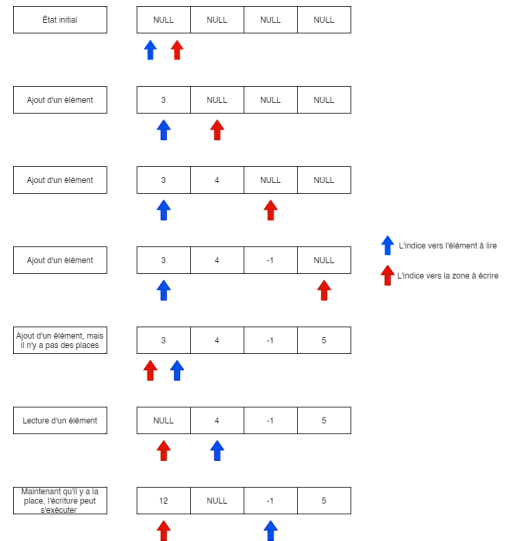 État initial
NULL NULL NULL NULL
Ajout d'un élément
3 NULL NULL NULL
Ajout d'un élément
3 4 NULL NULL
L'indice vers l'élément à lire
Ajout d'un élément
3 4 -1 NULL
L'indice vers la zone à écrire
Ajout d'un élément, mais
il n'y a pas des places
3 4 -1 5
Lecture d'un élément
NULL 4 -1 5
Maintenant qu'il y a la
place, l'écriture peut
s'exécuter
12 NULL -1 5